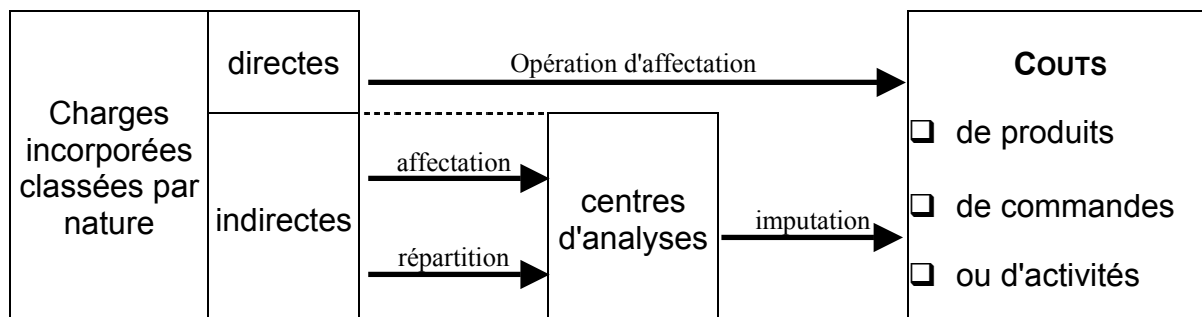 Charges
incorporées
classées par
nature
directes
indirectes
Opération d'affectation
affectation
répartition
centres
d'analyses
imputation
COUTS
❑ de produits
❑ de commandes
❑ ou d'activités